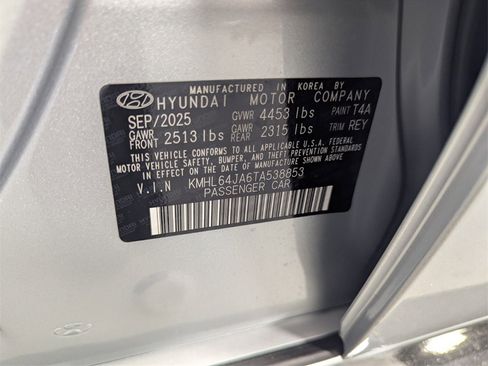 MANUFACTURED IN KOREA BY
HYUNDAI MOTOR COMPANY
SEP/2025 GVWR 4453 lbs PAINT T4A
GAWR FRONT 2513 lbs GAWR REAR 2315 lbs TRIM REY
THIS VEHICLE CONFORMS TO ALL APPLICABLE U.S.A. FEDERAL
MOTOR VEHICLE SAFETY, BUMPER, AND THEFT PREVENTION STANDARDS
IN EFFECT ON THE DATE OF MANUFACTURE SHOWN ABOVE.
V.I.N KMHL64JA6TA538853
PASSENGER CAR